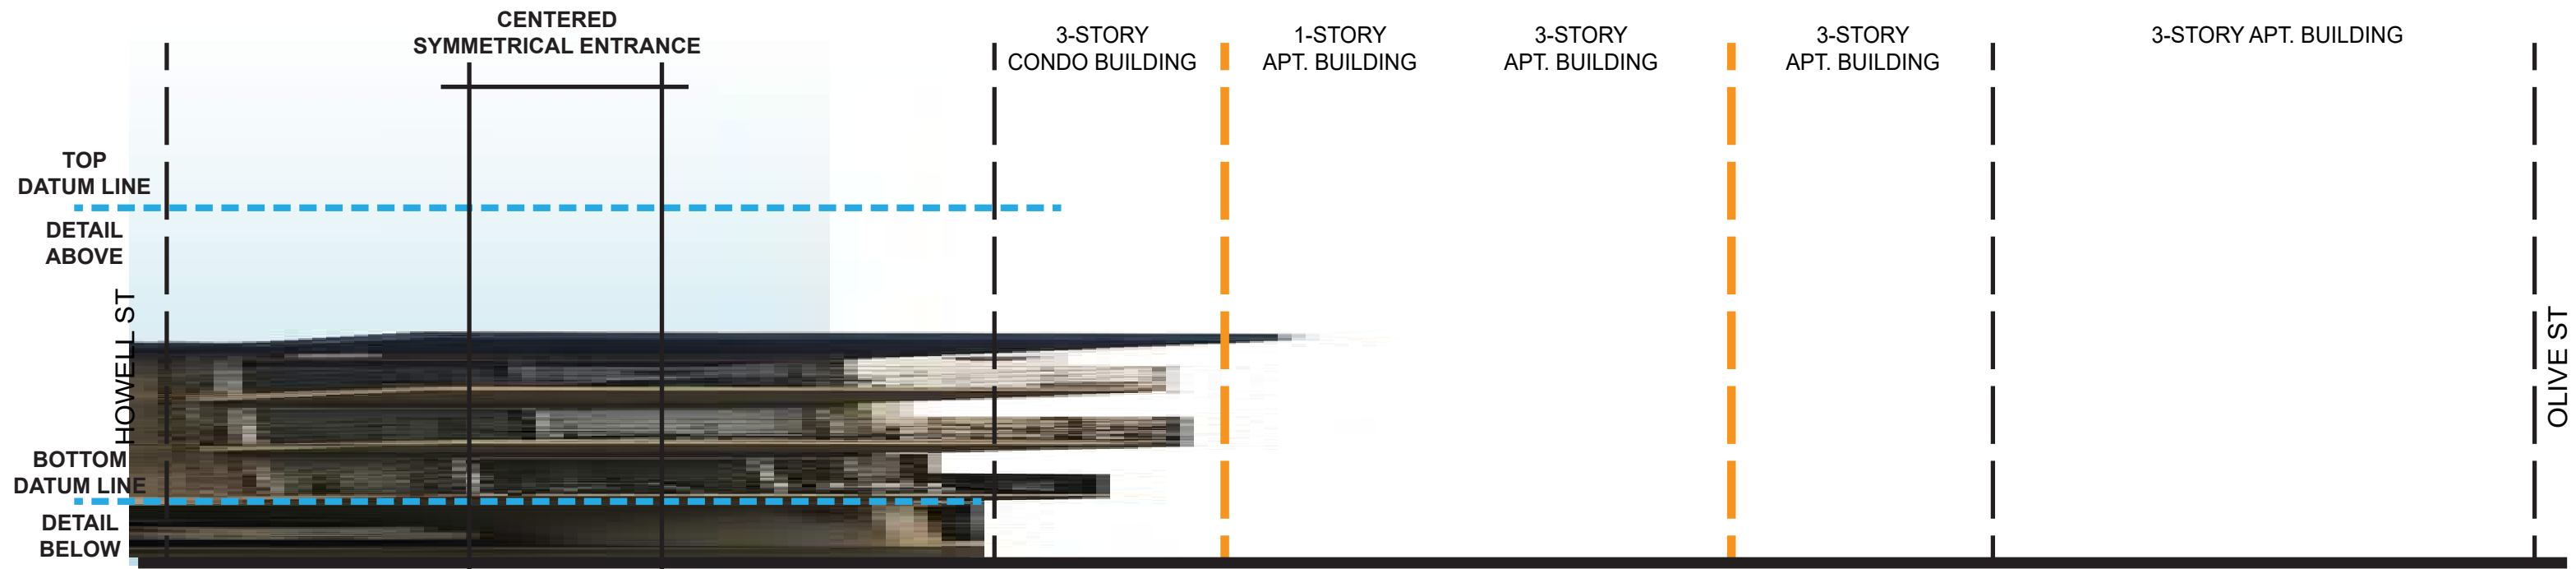 CENTERED
SYMMETRICAL ENTRANCE
3-STORY
CONDO BUILDING
1-STORY
APT. BUILDING
3-STORY
APT. BUILDING
3-STORY
APT. BUILDING
3-STORY APT. BUILDING
TOP
DATUM LINE
DETAIL
ABOVE
HOWELL ST
BOTTOM
DATUM LINE
DETAIL
BELOW
OLIVE ST